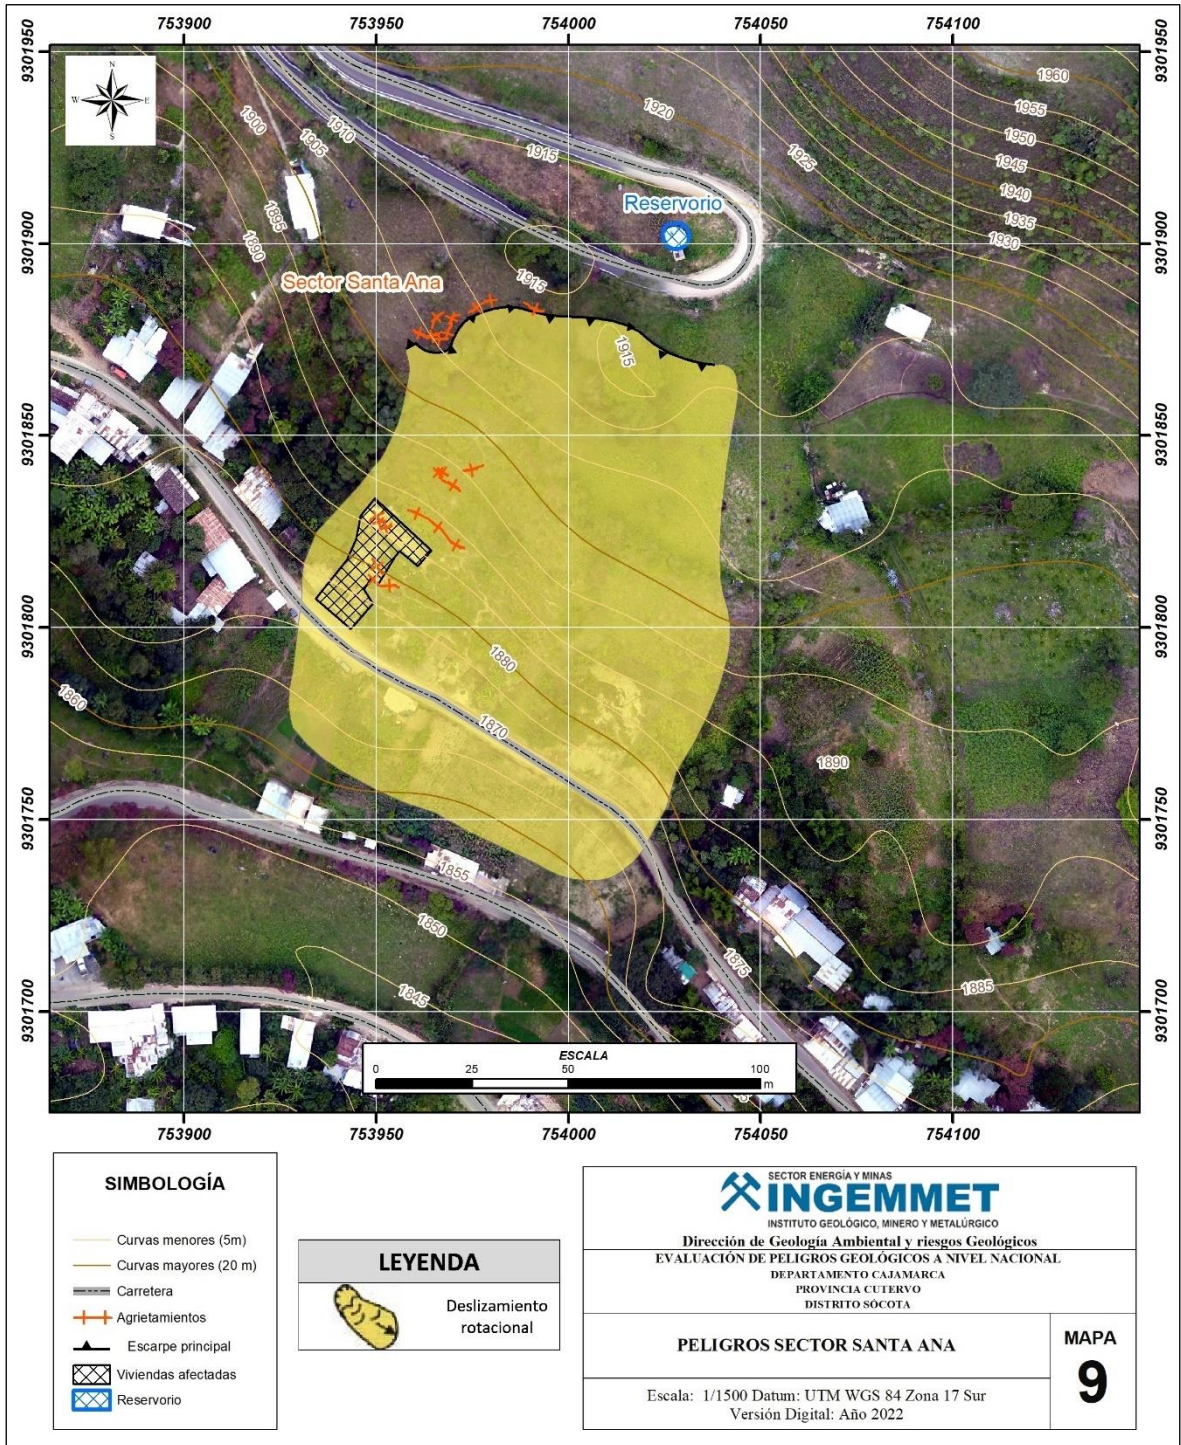 753900 753950 754000 754050 754100
9301950 9301950
N
W E
S
1960
1955
1950
1945
1940
1935
1930
1925
1920
1915
1910
1905
1900
1895
1890
Reservorio
9301900 9301900
1915
Sector Santa Ana
1915
9301850 9301850
9301800 9301800
1880
1860
1870
1890
9301750 9301750
1855
1850
1875
1845
1885
9301700 9301700
ESCALA
0 25 50 100
m
753900 753950 754000 754050 754100
SIMBOLOGÍA
Curvas menores (5m)
Curvas mayores (20 m)
Carretera
Agrietamientos
Escarpe principal
Viviendas afectadas
Reservorio
LEYENDA
Deslizamiento
rotacional
SECTOR ENERGÍA Y MINAS
INGEMMET
INSTITUTO GEOLÓGICO, MINERO Y METALÚRGICO
Dirección de Geología Ambiental y riesgos Geológicos
EVALUACIÓN DE PELIGROS GEOLÓGICOS A NIVEL NACIONAL
DEPARTAMENTO CAJAMARCA
PROVINCIA CUTERVO
DISTRITO SÓCOTA
PELIGROS SECTOR SANTA ANA
MAPA
9
Escala: 1/1500 Datum: UTM WGS 84 Zona 17 Sur
Versión Digital: Año 2022